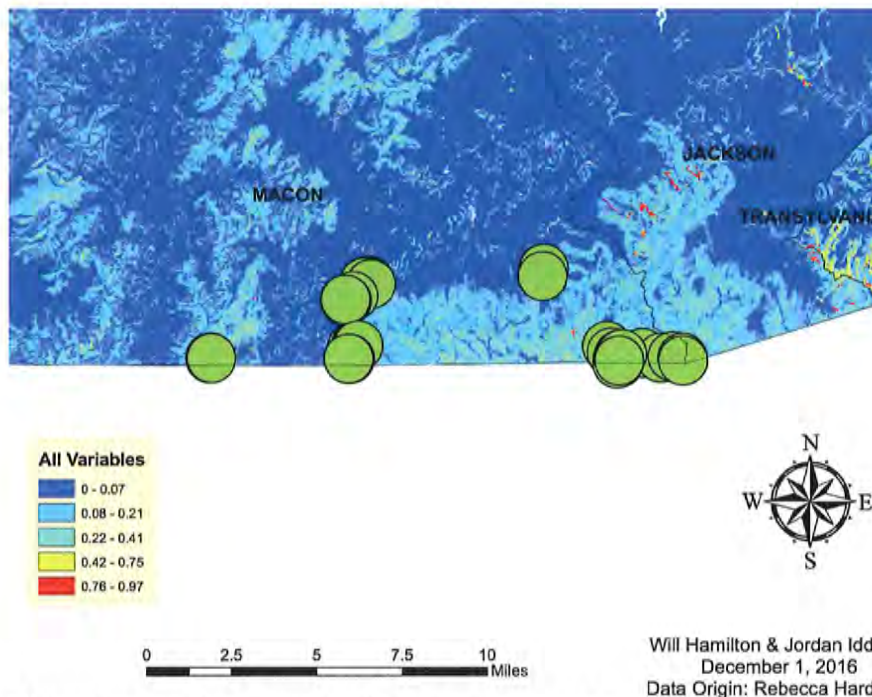 JACKSON
MACON
TRANSYLVAN
All Variables
0 - 0.07
0.08 - 0.21
0.22 - 0.41
0.42 - 0.75
0.76 - 0.97
N
W E
S
0 2.5 5 7.5 10
Miles
Will Hamilton & Jordan Idd
December 1, 2016
Data Origin: Rebecca Hard